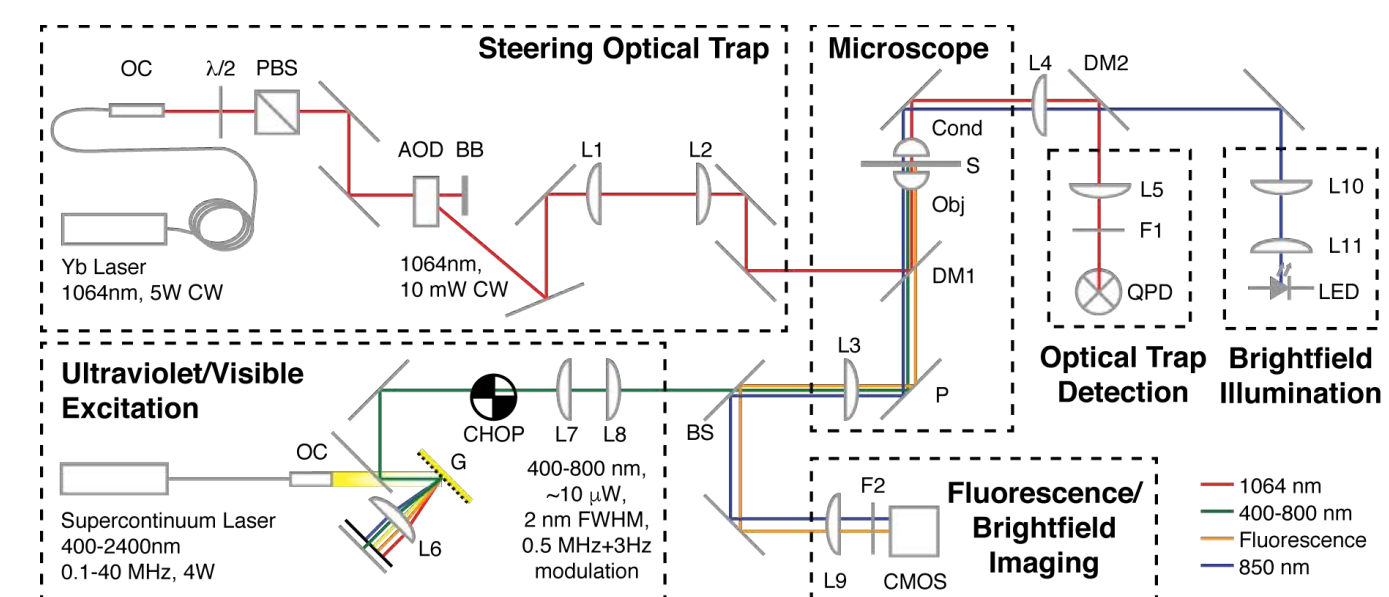 Steering Optical Trap
OC
λ/2
PBS
AOD
BB
L1
L2
Yb Laser
1064nm, 5W CW
1064nm,
10 mW CW
Microscope
Cond
S
Obj
DM1
L3
P
L4
DM2
L5
F1
QPD
Optical Trap
Detection
L10
L11
LED
Brightfield
Illumination
Ultraviolet/Visible
Excitation
CHOP
L7
L8
BS
OC
G
L6
Supercontinuum Laser
400-2400nm
0.1-40 MHz, 4W
400-800 nm,
~10 μW,
2 nm FWHM,
0.5 MHz+3Hz
modulation
F2
L9
CMOS
Fluorescence/
Brightfield
Imaging
1064 nm
400-800 nm
Fluorescence
850 nm